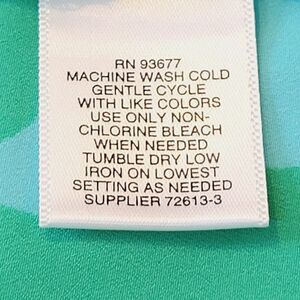 RN 93677
MACHINE WASH COLD
GENTLE CYCLE
WITH LIKE COLORS
USE ONLY NON-
CHLORINE BLEACH
WHEN NEEDED
TUMBLE DRY LOW
IRON ON LOWEST
SETTING AS NEEDED
SUPPLIER 72613-3